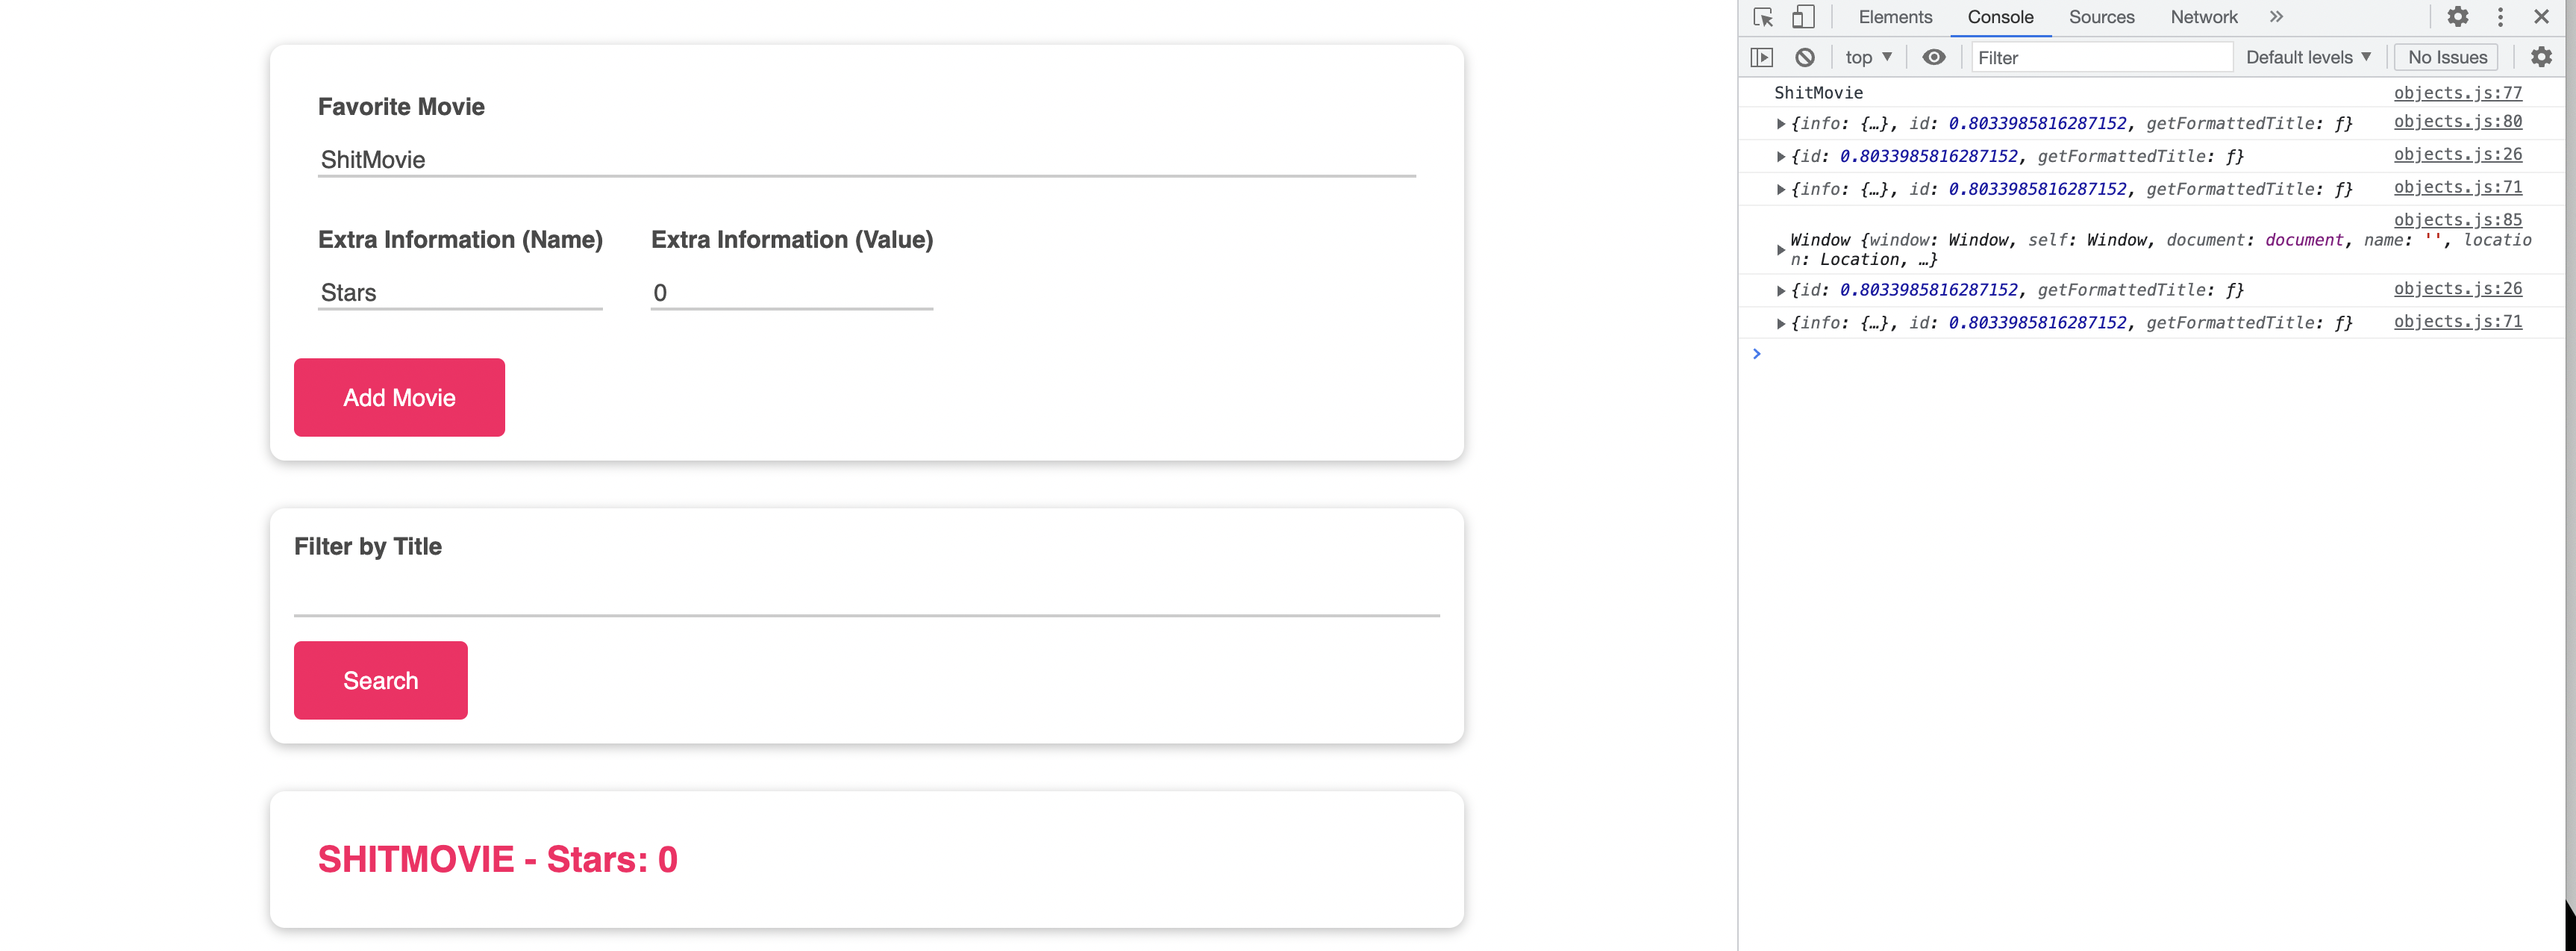 Favorite Movie
ShitMovie
Extra Information (Name) Extra Information (Value)
Stars 0
Add Movie
Filter by Title
Search
SHITMOVIE - Stars: 0
Elements Console Sources Network
top Filter Default levels No Issues
ShitMovie objects.js:77
{info: {…}, id: 0.8033985816287152, getFormattedTitle: ƒ} objects.js:80
{id: 0.8033985816287152, getFormattedTitle: ƒ} objects.js:26
{info: {…}, id: 0.8033985816287152, getFormattedTitle: ƒ} objects.js:71
objects.js:85
Window {window: Window, self: Window, document: document, name: '', locatio
n: Location, …}
{id: 0.8033985816287152, getFormattedTitle: ƒ} objects.js:26
{info: {…}, id: 0.8033985816287152, getFormattedTitle: ƒ} objects.js:71